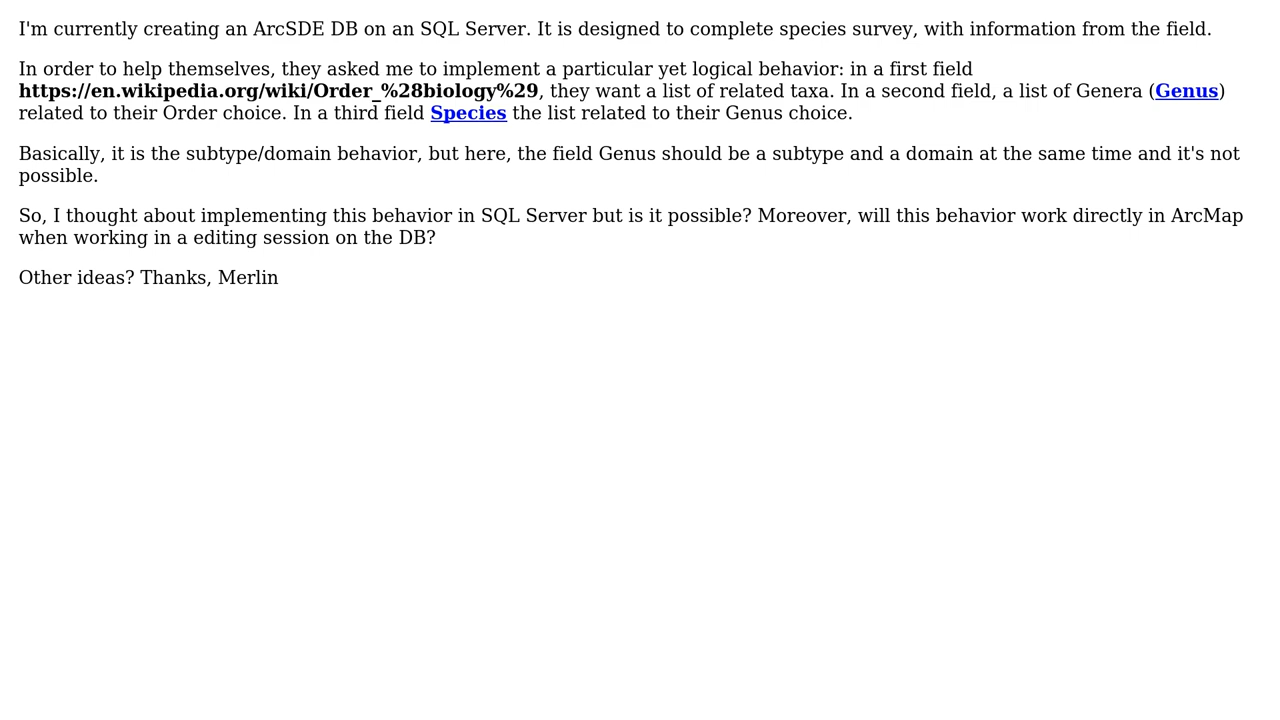 I'm currently creating an ArcSDE DB on an SQL Server. It is designed to complete species survey, with information from the field.
In order to help themselves, they asked me to implement a particular yet logical behavior: in a first field
https://en.wikipedia.org/wiki/Order_%28biology%29, they want a list of related taxa. In a second field, a list of Genera (Genus)
related to their Order choice. In a third field Species the list related to their Genus choice.
Basically, it is the subtype/domain behavior, but here, the field Genus should be a subtype and a domain at the same time and it's not
possible.
So, I thought about implementing this behavior in SQL Server but is it possible? Moreover, will this behavior work directly in ArcMap
when working in a editing session on the DB?
Other ideas? Thanks, Merlin